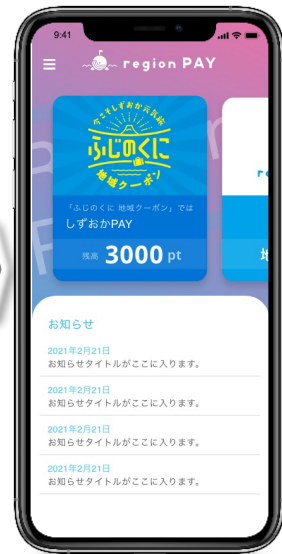 9:41
region PAY
今こそしずおか元気旅
ふじのくに
地域クーポン
「ふじのくに 地域クーポン」では
しずおかPAY
残高 3000 pt
お知らせ
2021年2月21日
お知らせタイトルがここに入ります。
2021年2月21日
お知らせタイトルがここに入ります。
2021年2月21日
お知らせタイトルがここに入ります。
2021年2月21日
お知らせタイトルがここに入ります。